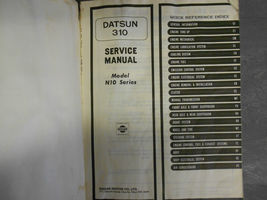 DATSUN
310
SERVICE
MANUAL
Model
N10 Series
NISSAN MOTOR CO., LTD.
QUICK REFERENCE INDEX
GENERAL INFORMATION
ENGINE TUNE-UP
ENGINE MECHANICAL
ENGINE LUBRICATION SYSTEM
COOLING SYSTEM
ENGINE FUEL
EMISSION CONTROL SYSTEM
ENGINE ELECTRICAL SYSTEM
ENGINE REMOVAL & INSTALLATION
CLUTCH
MANUAL TRANSMISSION
FRONT AXLE & FRONT SUSPENSION
REAR AXLE & REAR SUSPENSION
BRAKE SYSTEM
WHEEL AND TIRE
STEERING SYSTEM
ENGINE CONTROL, FUEL & EXHAUST SYSTEMS
BODY
BODY ELECTRICAL SYSTEM
AIR CONDITIONING